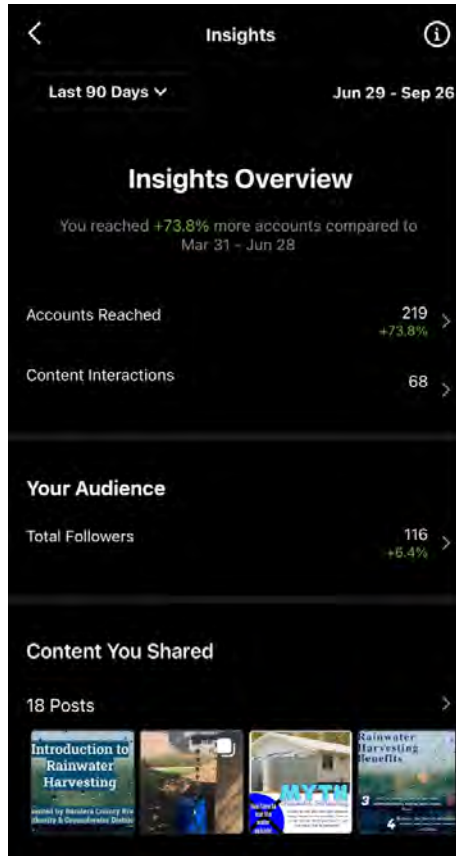 Insights
Last 90 Days
Jun 29 - Sep 26
Insights Overview
You reached +73.8% more accounts compared to
Mar 31 - Jun 28
Accounts Reached
219
+73.8%
Content Interactions
68
Your Audience
Total Followers
116
+6.4%
Content You Shared
18 Posts
Introduction to
Rainwater
Harvesting
MYTH
Rainwater
Harvesting
Benefits
3
4